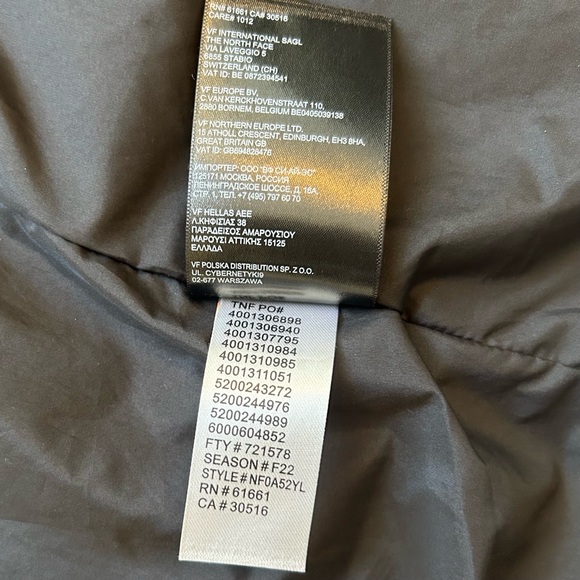 RN# 61661 CA# 30516
CARE# 1012
VF INTERNATIONAL SAGL
THE NORTH FACE
VIA LAVEGGIO 5
6855 STABIO
SWITZERLAND (CH)
VAT ID: BE 0872394541
VF EUROPE BV,
C.VAN KERCKHOVENSTRAAT 110,
2880 BORNEM, BELGIUM BE0405039138
VF NORTHERN EUROPE LTD.
15 ATHOLL CRESCENT, EDINBURGH, EH3 8HA,
GREAT BRITAIN GB
VAT ID: GB694826476
ИМПОРТЕР: ООО "ВФ СИ-АЙ-ЭС"
125171 МОСКВА, РОССИЯ
ЛЕНИНГРАДСКОЕ ШОССЕ, Д. 16А,
СТР. 1, ТЕЛ. +7 (495) 797 60 70
VF HELLAS AEE
Λ.ΚΗΦΙΣΙΑΣ 38
ΠΑΡΑΔΕΙΣΟΣ ΑΜΑΡΟΥΣΙΟΥ
ΜΑΡΟΥΣΙ ΑΤΤΙΚΗΣ 15125
ΕΛΛΑΔΑ
VF POLSKA DISTRIBUTION SP. Z O.O.
UL. CYBERNETYKI9
02-677 WARSZAWA
TNF PO#
4001306898
4001306940
4001307795
4001310984
4001310985
4001311051
5200243272
5200244976
5200244989
6000604852
FTY # 721578
SEASON # F22
STYLE # NF0A52YL
RN # 61661
CA # 30516